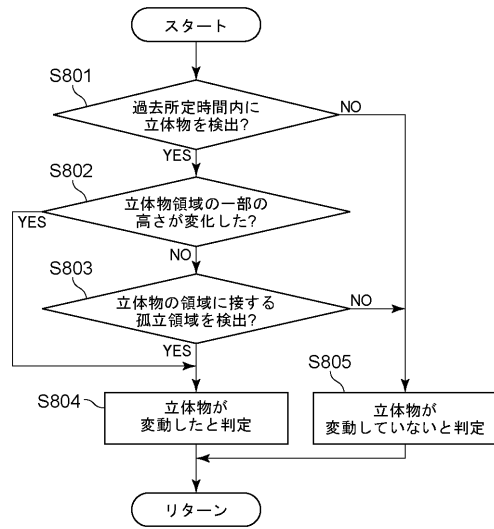 スタート
S801
過去所定時間内に
立体物を検出?
NO
YES
S802
立体物領域の一部の
高さが変化した?
YES
NO
S803
立体物の領域に接する
孤立領域を検出?
NO
YES
S804
立体物が
変動したと判定
S805
立体物が
変動していないと判定
リターン